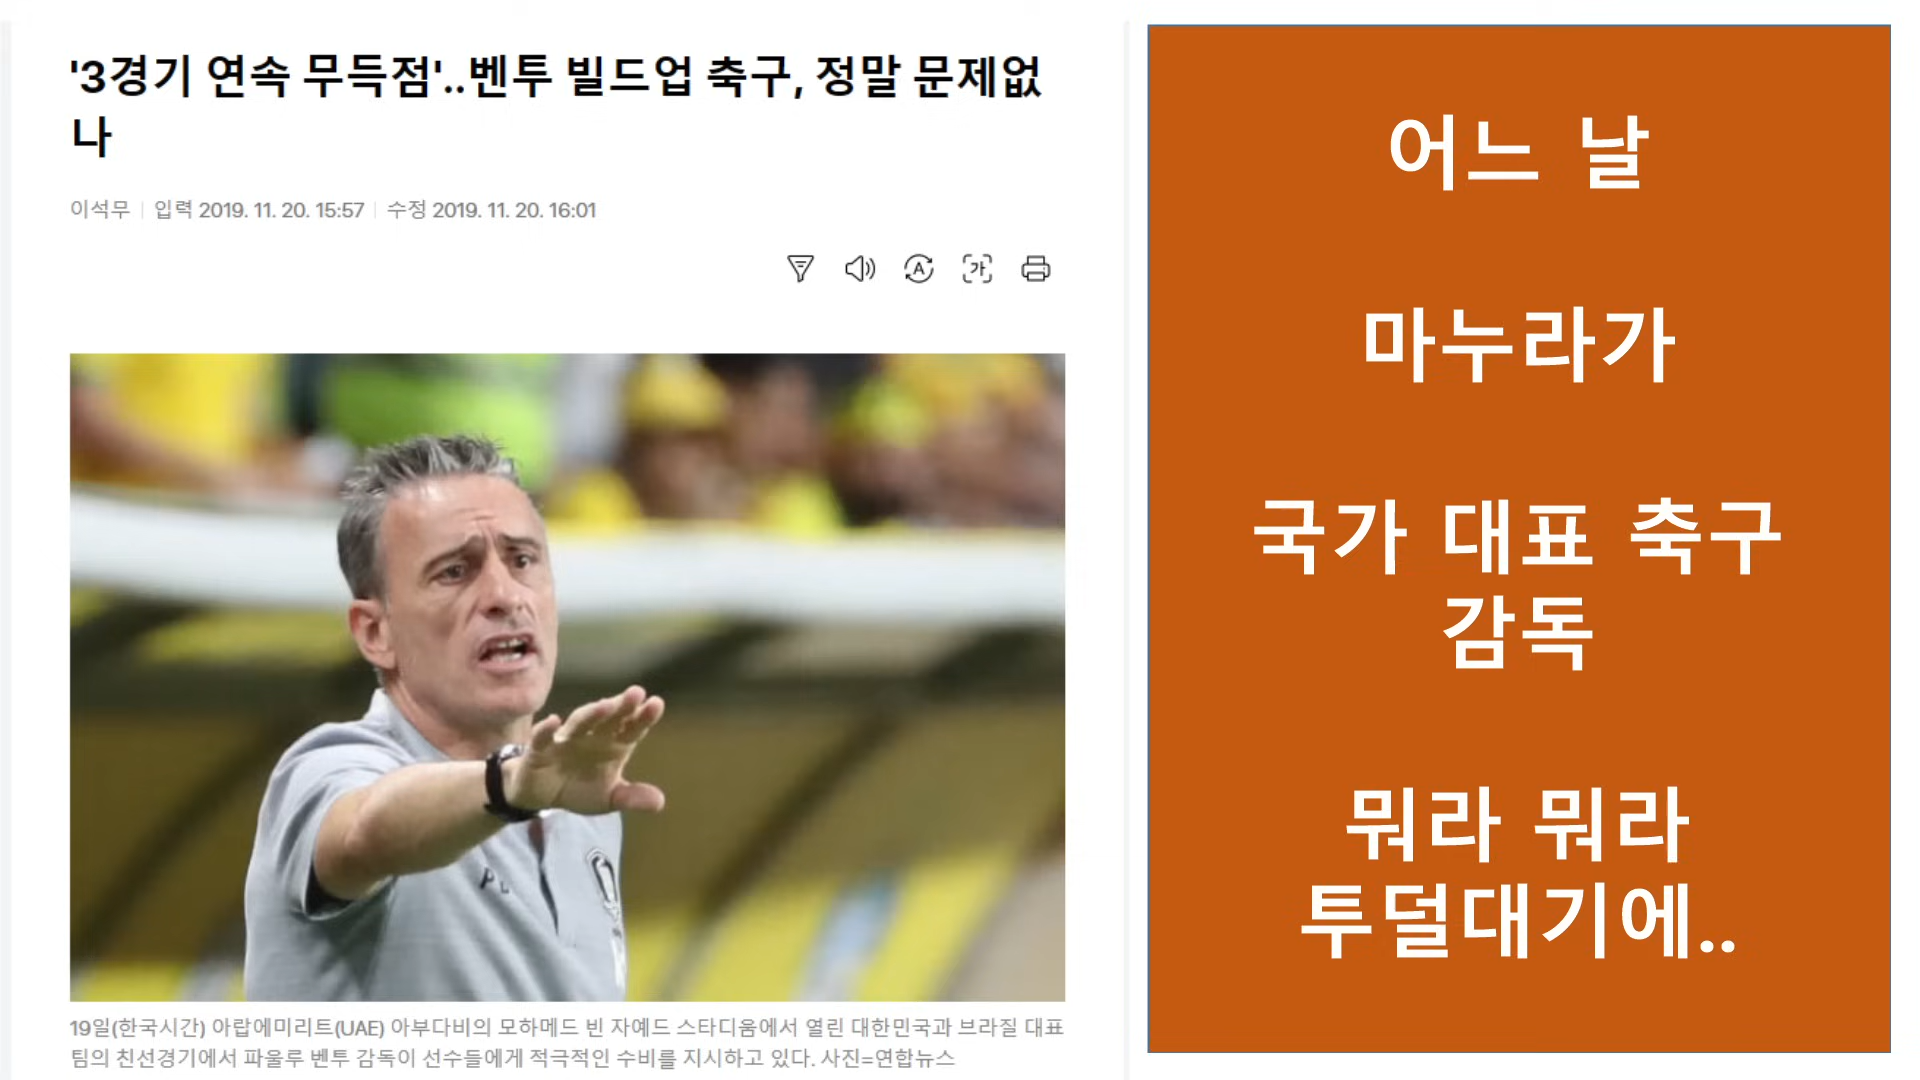 '3경기 연속 무득점'..벤투 빌드업 축구, 정말 문제없
나
이석무 | 입력 2019. 11. 20. 15:57 | 수정 2019. 11. 20. 16:01
A
가
19일(한국시간) 아랍에미리트(UAE) 아부다비의 모하메드 빈 자예드 스타디움에서 열린 대한민국과 브라질 대표
팀의 친선경기에서 파울루 벤투 감독이 선수들에게 적극적인 수비를 지시하고 있다. 사진=연합뉴스
어느 날
마누라가
국가 대표 축구
감독
뭐라 뭐라
투덜대기에..